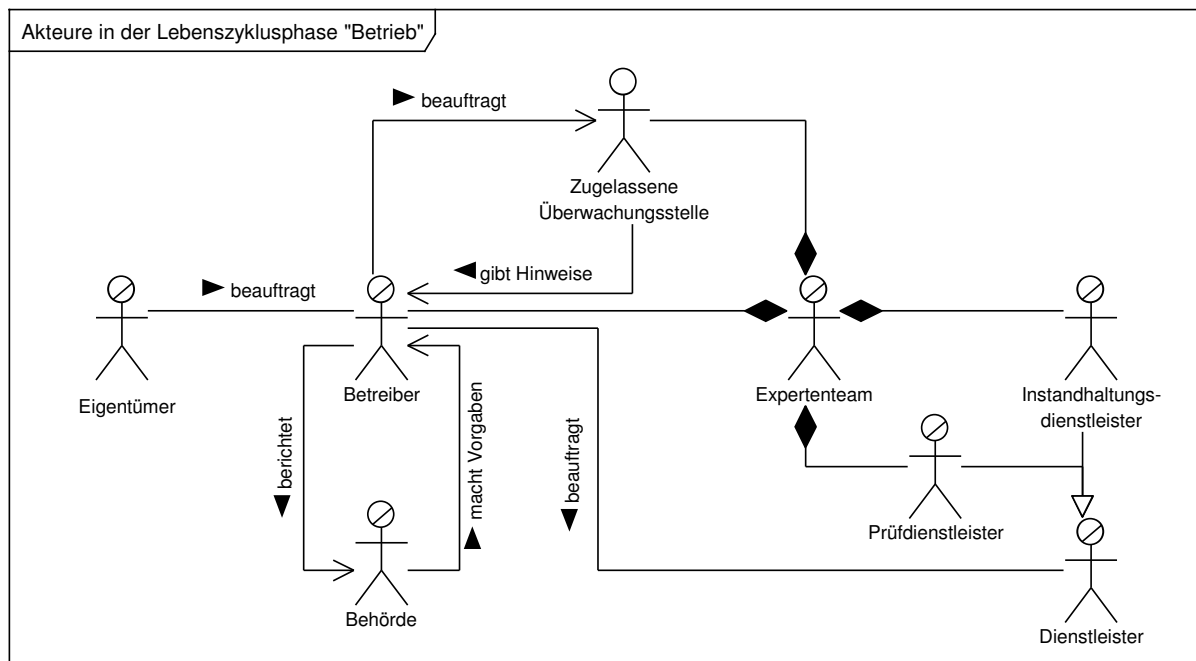 Akteure in der Lebenszyklusphase "Betrieb"
beauftragt
Zugelassene
Überwachungsstelle
gibt Hinweise
beauftragt
Eigentümer
Betreiber
Expertenteam
Instandhaltungs-
dienstleister
berichtet
macht Vorgaben
beauftragt
Prüfdienstleister
Behörde
Dienstleister